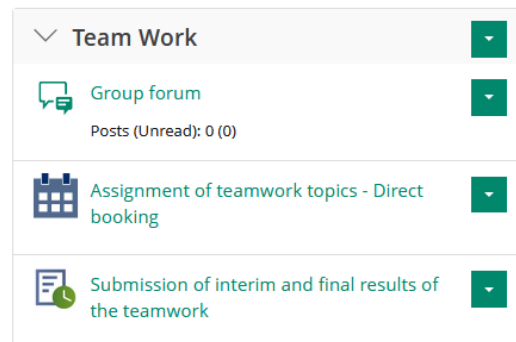 Team Work
Group forum
Posts (Unread): 0 (0)
Assignment of teamwork topics - Direct
booking
Submission of interim and final results of
the teamwork